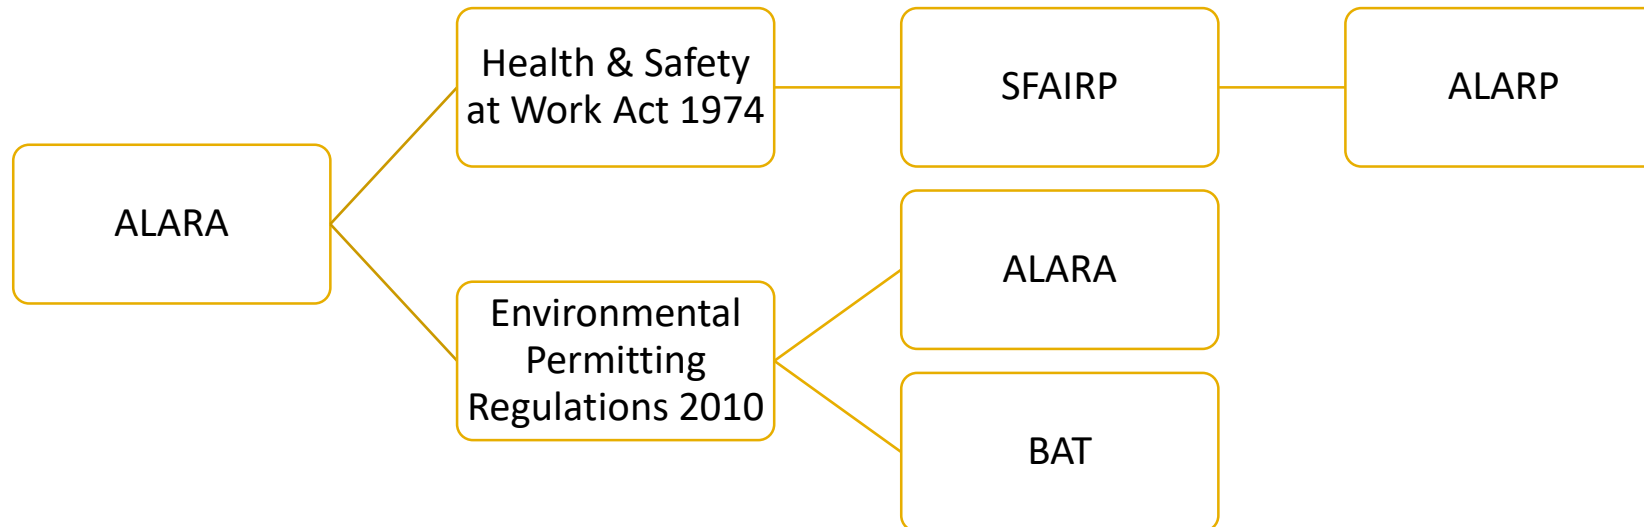 ALARA
Health & Safety
at Work Act 1974
SFAIRP
ALARP
Environmental
Permitting
Regulations 2010
ALARA
BAT